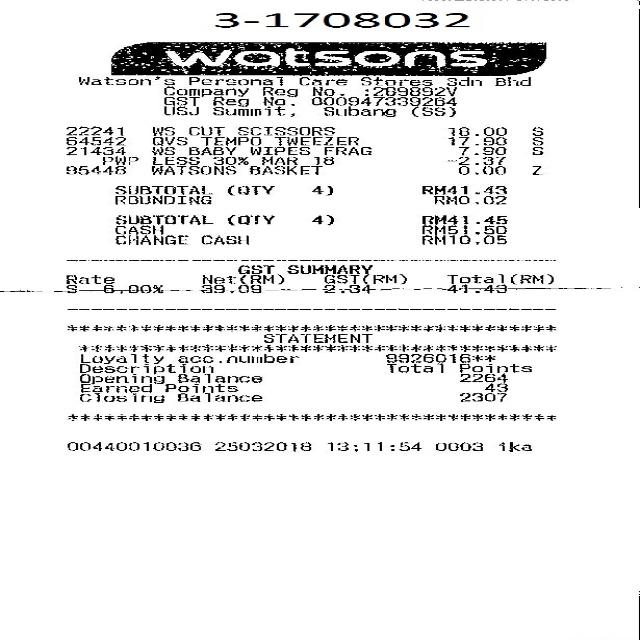 3-1708032
watsons
Watson's Personal Care Stores Sdn Bhd
Company Reg No. :289892V
GST Reg No. 000947339264
USJ Summit, Subang (SS)
22241 WS CUT SCISSORS 18.00 S
64542 QVS TEMPO TWEEZER 17.90 S
21434 WS BABY WIPES FRAG 7.90 S
PWP LESS 30% MAR 18 -2.37
95448 WATSONS BASKET 0.00 Z
SUBTOTAL (QTY 4) RM41.43
ROUNDING RM0.02
SUBTOTAL (QTY 4) RM41.45
CASH RM51.50
CHANGE CASH RM10.05
GST SUMMARY
Rate Net(RM) GST(RM) Total(RM)
S 6.00% 39.09 2.34 41.43
****************************************
STATEMENT
****************************************
Loyalty acc.number 9926016**
Description Total Points
Opening Balance 2264
Earned Points 43
Closing Balance 2307
****************************************
00440010036 25032018 13:11:54 0003 ika